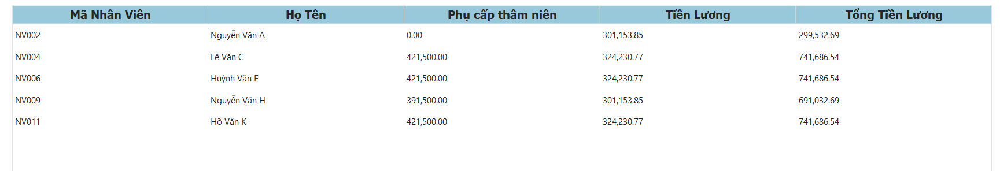 Mã Nhân Viên Họ Tên Phụ cấp thâm niên Tiền Lương Tổng Tiền Lương
NV002 Nguyễn Văn A 0.00 301,153.85 299,532.69
NV004 Lê Văn C 421,500.00 324,230.77 741,686.54
NV006 Huỳnh Văn E 421,500.00 324,230.77 741,686.54
NV009 Nguyễn Văn H 391,500.00 301,153.85 691,032.69
NV011 Hồ Văn K 421,500.00 324,230.77 741,686.54